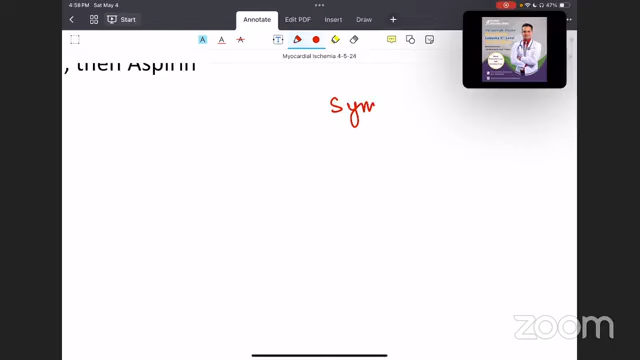 4:58 PM Sat May 4
47%
Start
Annotate Edit PDF Insert Draw
Myocardial Ischemia 4-5-24
, then Aspirin
Sym
zoom